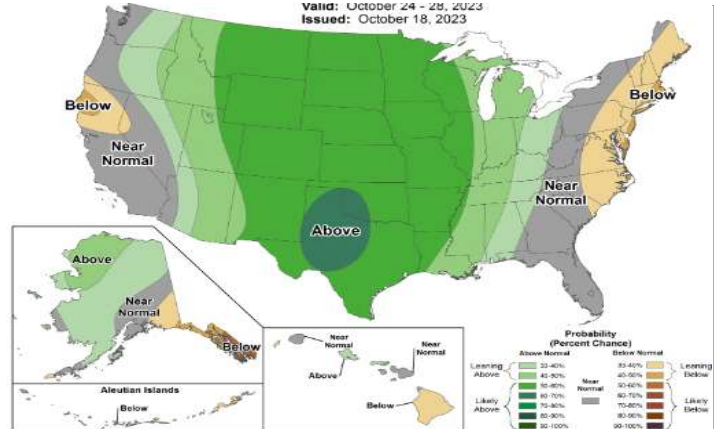 Valid: October 24 - 28, 2023
Issued: October 18, 2023
Below
Near
Normal
Above
Near
Normal
Below
Above
Near
Normal
Below
Aleutian Islands
Below
Near
Normal
Above
Near
Normal
Below
Probability
(Percent Chance)
Above Normal
Below Normal
Leaning
Above
33-40%
40-50%
Likely
Above
50-60%
60-70%
70-80%
80-90%
90-100%
Near
Normal
33-40%
40-50%
Leaning
Below
50-60%
60-70%
70-80%
80-90%
90-100%
Likely
Below